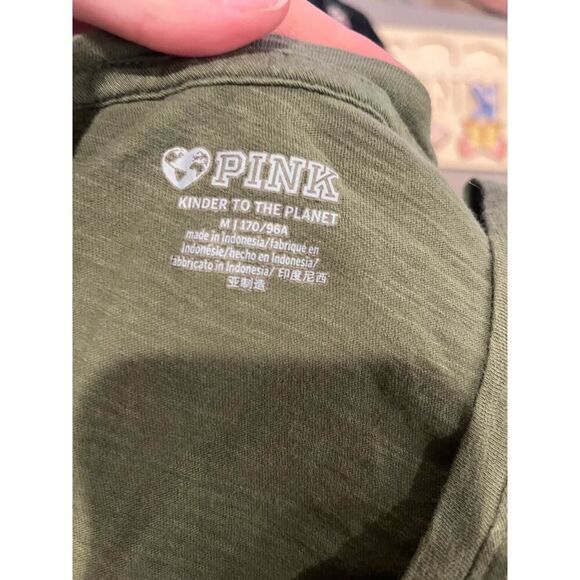 PINK
KINDER TO THE PLANET
M | 170/96A
made in Indonesia/fabriqué en
Indonésie/hecho en Indonesia/
fabbricato in Indonesia/ 印度尼西
亚制造